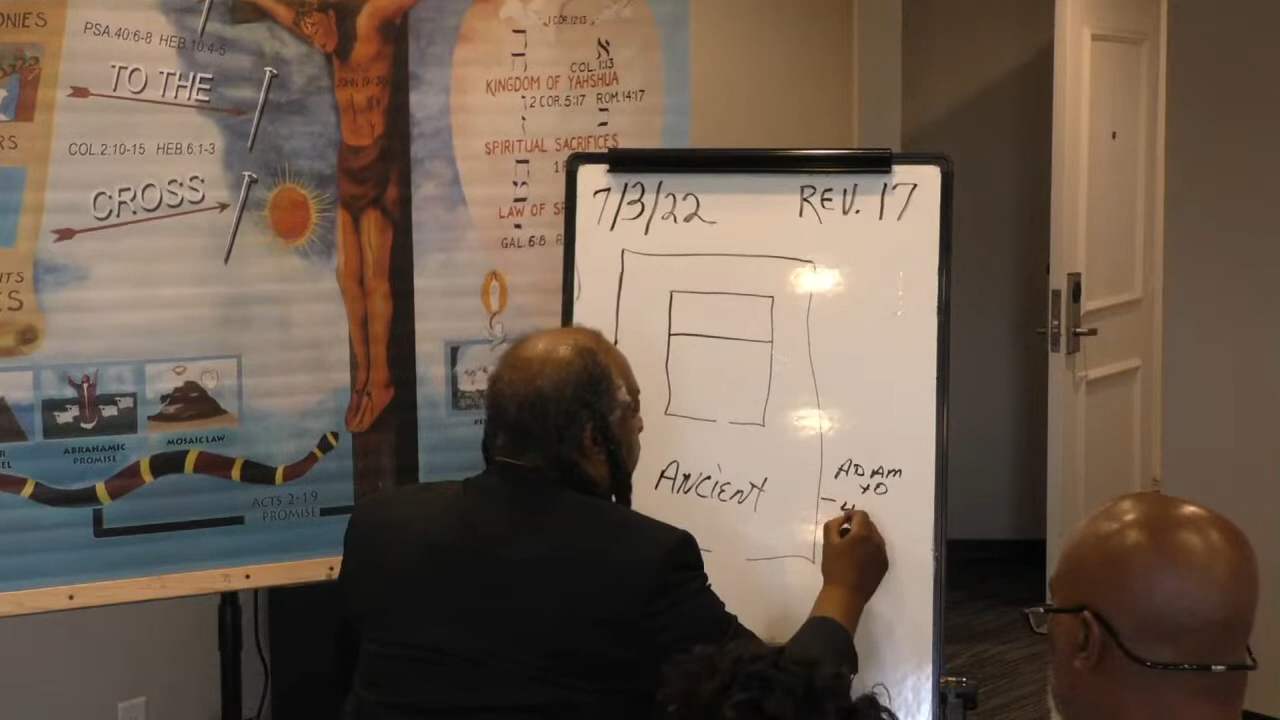 PSA.40:6-8 HEB.10:4-5
TO THE
COL.2:10-15 HEB.6:1-3
CROSS
JOHN 19:30
1 COR.12:13
COL.1:13
KINGDOM OF YAHSHUA
2 COR.5:17 ROM.14:17
SPIRITUAL SACRIFICES
LAW OF
GAL.6:8
ABRAHAMIC
PROMISE
MOSAIC LAW
ACTS.2-19
PROMISE
7/3/22 REV. 17
ANCIENT
ADAM
TO
4